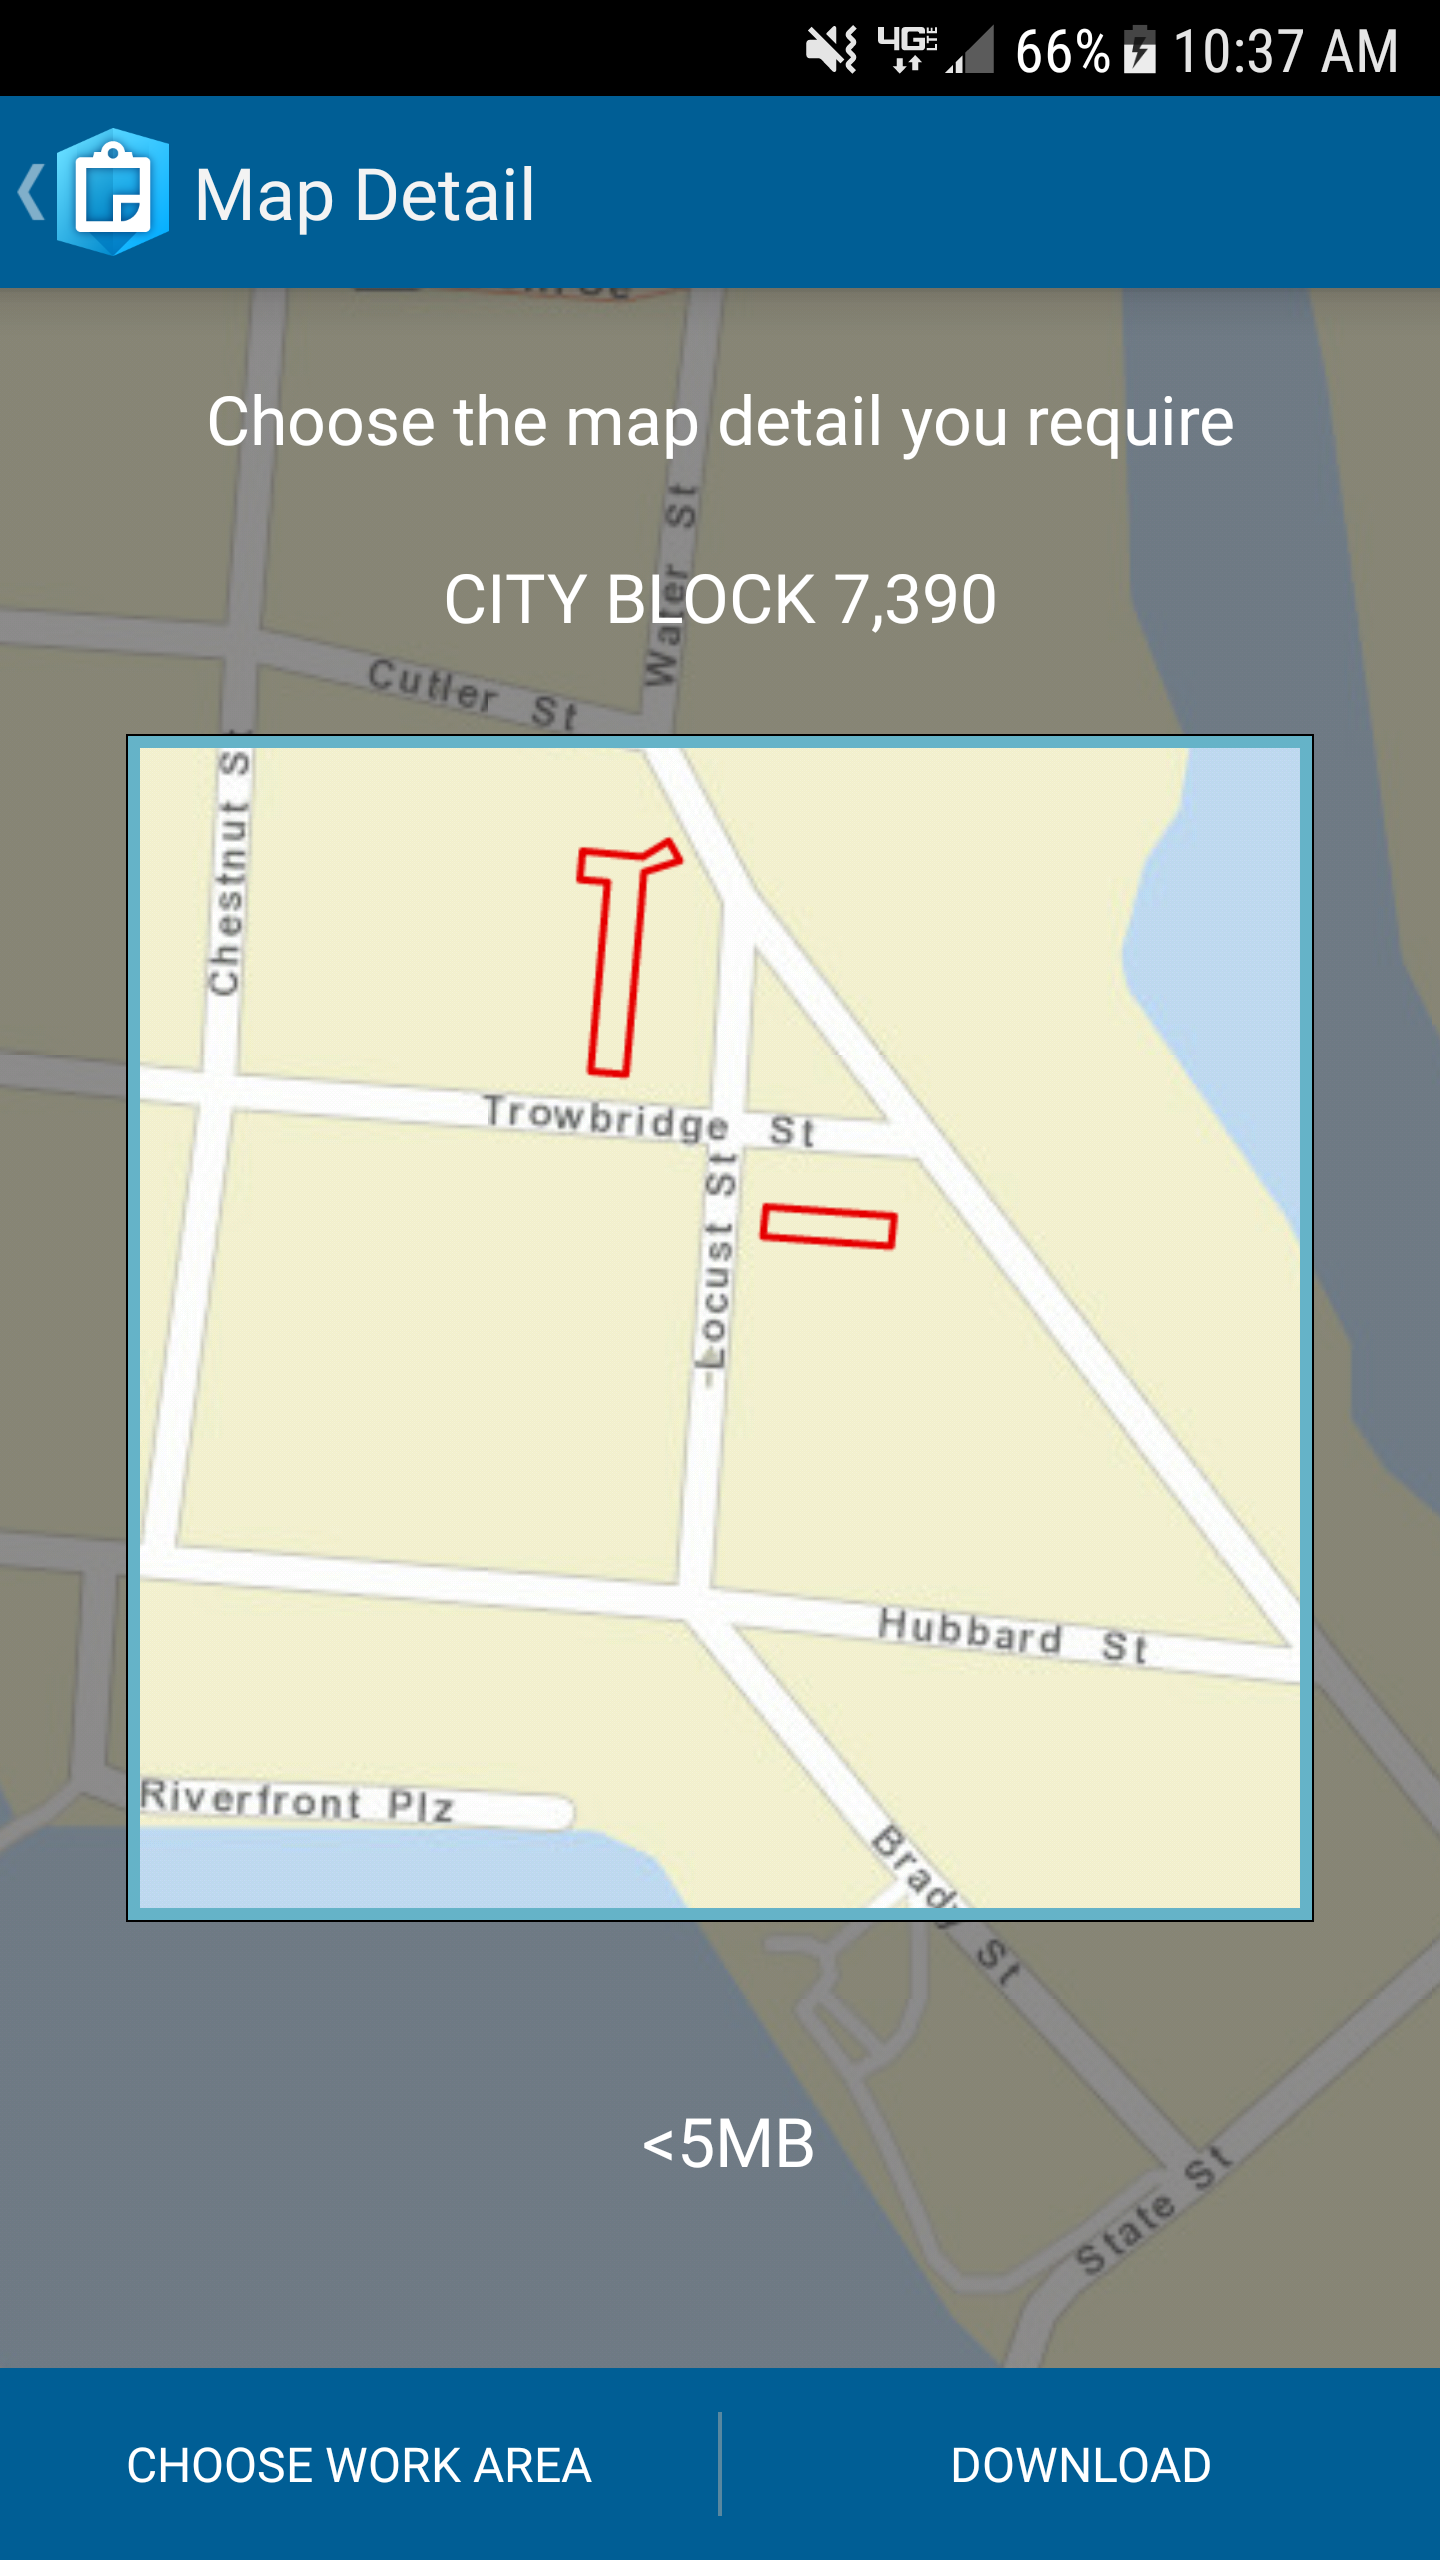 4G LTE 66% 10:37 AM
Map Detail
Choose the map detail you require
Water St
CITY BLOCK 7,390
Cutler St
Chestnut St
Trowbridge St
Locust St
Hubbard St
Riverfront Plz
Brady St
<5MB
State St
CHOOSE WORK AREA
DOWNLOAD